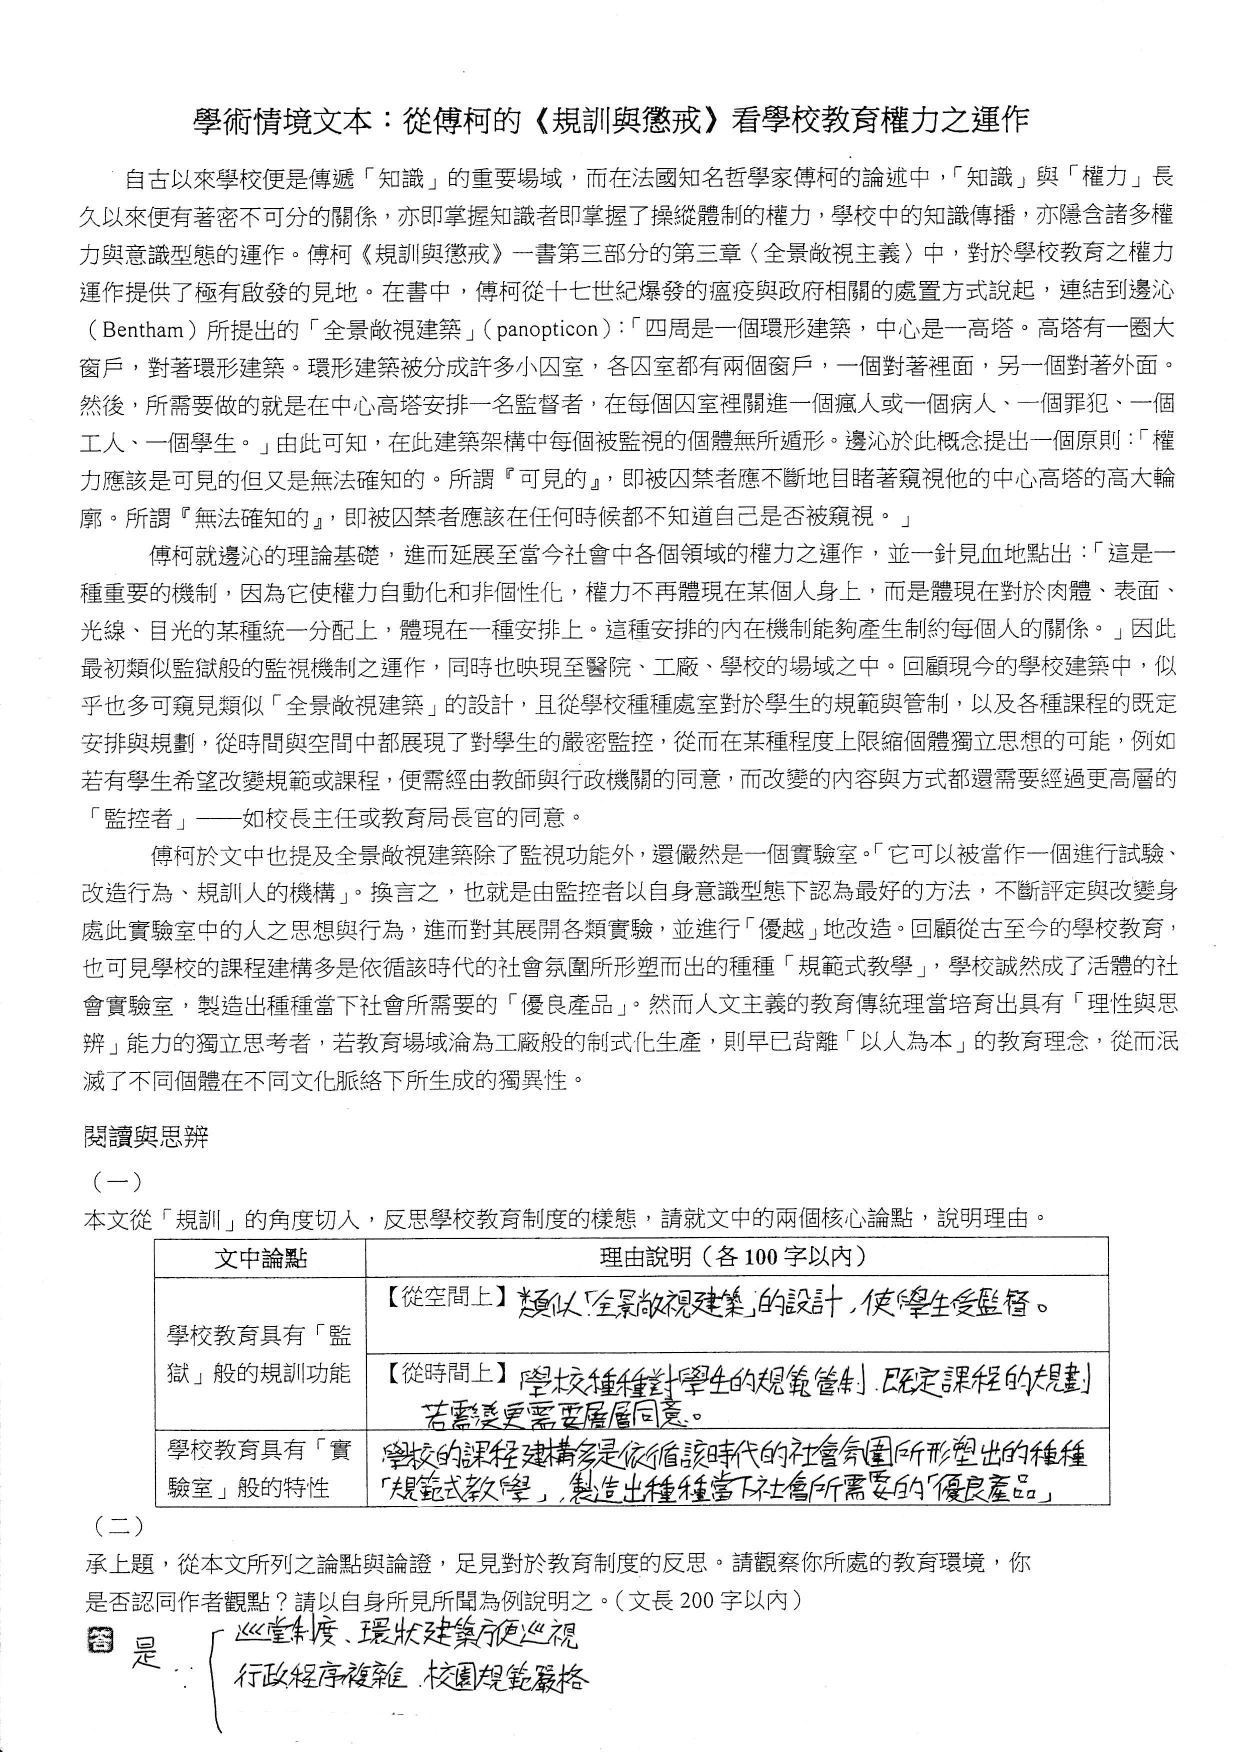 學術情境文本：從傅柯的《規訓與懲戒》看學校教育權力之運作
自古以來學校便是傳遞「知識」的重要場域，而在法國知名哲學家傅柯的論述中，「知識」與「權力」長
久以來便有著密不可分的關係，亦即掌握知識者即掌握了操縱體制的權力，學校中的知識傳播，亦隱含諸多權
力與意識型態的運作。傅柯《規訓與懲戒》一書第三部分的第三章〈全景敞視主義〉中，對於學校教育之權力
運作提供了極有啟發的見地。在書中，傅柯從十七世紀爆發的瘟疫與政府相關的處置方式說起，連結到邊沁
（Bentham）所提出的「全景敞視建築」（panopticon）：「四周是一個環形建築，中心是一高塔。高塔有一圈大
窗戶，對著環形建築。環形建築被分成許多小囚室，各囚室都有兩個窗戶，一個對著裡面，另一個對著外面。
然後，所需要做的就是在中心高塔安排一名監督者，在每個囚室裡關進一個瘋人或一個病人、一個罪犯、一個
工人、一個學生。」由此可知，在此建築架構中每個被監視的個體無所遁形。邊沁於此概念提出一個原則：「權
力應該是可見的但又是無法確知的。所謂『可見的』，即被囚禁者應不斷地目睹著窺視他的中心高塔的高大輪
廓。所謂『無法確知的』，即被囚禁者應該在任何時候都不知道自己是否被窺視。」
傅柯就邊沁的理論基礎，進而延展至當今社會中各個領域的權力之運作，並一針見血地點出：「這是一
種重要的機制，因為它使權力自動化和非個性化，權力不再體現在某個人身上，而是體現在對於肉體、表面、
光線、目光的某種統一分配上，體現在一種安排上。這種安排的內在機制能夠產生制約每個人的關係。」因此
最初類似監獄般的監視機制之運作，同時也映現至醫院、工廠、學校的場域之中。回顧現今的學校建築中，似
乎也多可窺見類似「全景敞視建築」的設計，且從學校種種處室對於學生的規範與管制，以及各種課程的既定
安排與規劃，從時間與空間中都展現了對學生的嚴密監控，從而在某種程度上限縮個體獨立思想的可能，例如
若有學生希望改變規範或課程，便需經由教師與行政機關的同意，而改變的內容與方式都還需要經過更高層的
「監控者」——如校長主任或教育局長官的同意。
傅柯於文中也提及全景敞視建築除了監視功能外，還儼然是一個實驗室。「它可以被當作一個進行試驗、
改造行為、規訓人的機構」。換言之，也就是由監控者以自身意識型態下認為最好的方法，不斷評定與改變身
處此實驗室中的人之思想與行為，進而對其展開各類實驗，並進行「優越」地改造。回顧從古至今的學校教育，
也可見學校的課程建構多是依循該時代的社會氛圍所形塑而出的種種「規範式教學」，學校誠然成了活體的社
會實驗室，製造出種種當下社會所需要的「優良產品」。然而人文主義的教育傳統理當培育出具有「理性與思
辨」能力的獨立思考者，若教育場域淪為工廠般的制式化生產，則早已背離「以人為本」的教育理念，從而泯
滅了不同個體在不同文化脈絡下所生成的獨異性。
閱讀與思辨
（一）
本文從「規訓」的角度切入，反思學校教育制度的樣態，請就文中的兩個核心論點，說明理由。
文中論點 理由說明（各 100 字以內）
學校教育具有「監
獄」般的規訓功能
【從空間上】類似「全景敞視建築」的設計，使學生受監督。
【從時間上】學校種種對學生的規範管制、既定課程的規劃
若需變更需要層層同意。
學校教育具有「實
驗室」般的特性
學校的課程建構多是依循該時代的社會氛圍所形塑出的種種
「規範式教學」，製造出種種當下社會所需要的「優良產品」
（二）
承上題，從本文所列之論點與論證，足見對於教育制度的反思。請觀察你所處的教育環境，你
是否認同作者觀點？請以自身所見所聞為例說明之。（文長 200 字以內）
答 是 ∵ 巡堂制度、環狀建築方便巡視
行政程序複雜、校園規範嚴格